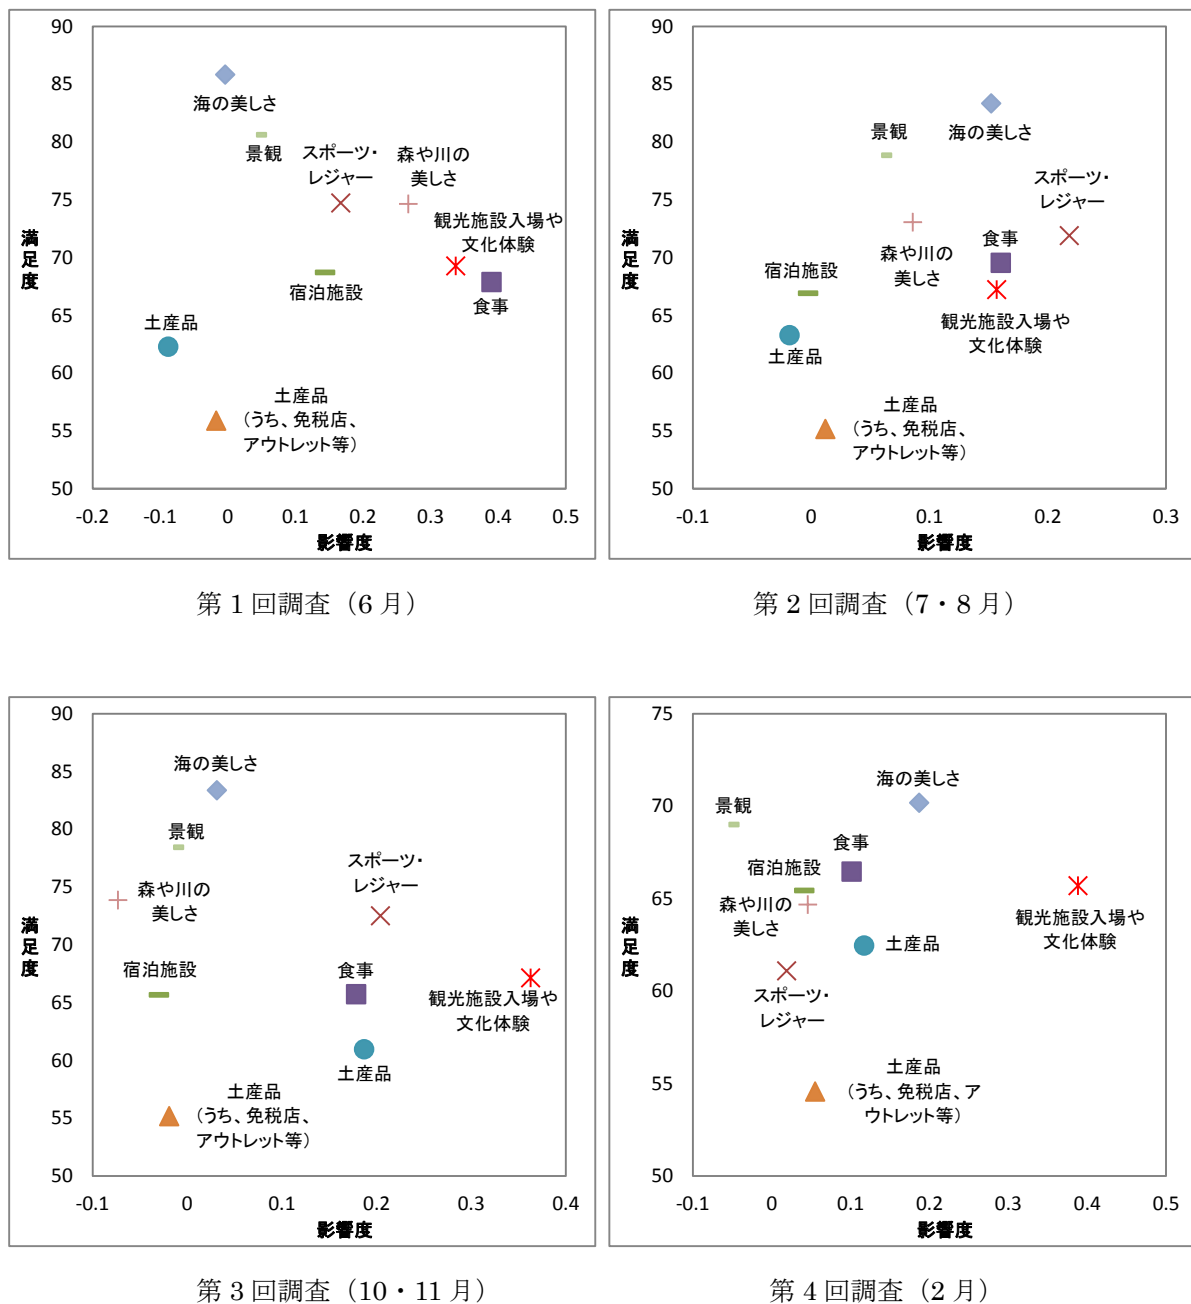 90
85
80
75
70
65
60
55
50
満足度
海の美しさ
景観
スポーツ・
レジャー
森や川の
美しさ
観光施設入場や
文化体験
宿泊施設
食事
土産品
土産品
（うち、免税店、
アウトレット等）
-0.2 -0.1 0 0.1 0.2 0.3 0.4 0.5
影響度
第 1 回調査（6 月）
90
85
80
75
70
65
60
55
50
満足度
景観
海の美しさ
スポーツ・
レジャー
森や川の
美しさ
食事
宿泊施設
観光施設入場や
文化体験
土産品
土産品
（うち、免税店、
アウトレット等）
-0.1 0 0.1 0.2 0.3
影響度
第 2 回調査（7・8 月）
90
85
80
75
70
65
60
55
50
満足度
海の美しさ
景観
スポーツ・
レジャー
森や川の
美しさ
宿泊施設
食事
観光施設入場や
文化体験
土産品
土産品
（うち、免税店、
アウトレット等）
-0.1 0 0.1 0.2 0.3 0.4
影響度
第 3 回調査（10・11 月）
75
70
65
60
55
50
満足度
海の美しさ
景観
食事
宿泊施設
森や川の
美しさ
観光施設入場や
文化体験
土産品
スポーツ・
レジャー
土産品
（うち、免税店、ア
ウトレット等）
-0.1 0 0.1 0.2 0.3 0.4 0.5
影響度
第 4 回調査（2 月）